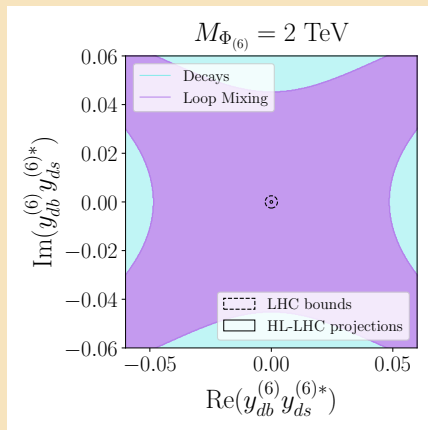 M_{Φ_{(6)}} = 2 TeV
Decays
Loop Mixing
0.06
0.04
0.02
0.00
−0.02
−0.04
−0.06
Im(y_{db}^{(6)} y_{ds}^{(6)*})
LHC bounds
HL-LHC projections
−0.05
0.00
0.05
Re(y_{db}^{(6)} y_{ds}^{(6)*})